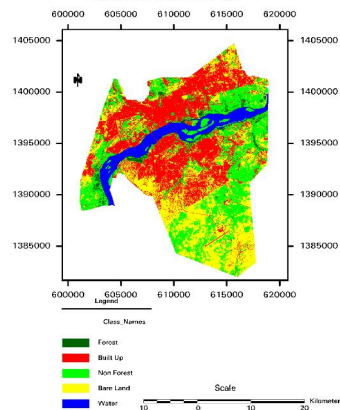 600000 605000 610000 615000 620000
1405000 1405000
1400000 1400000
1395000 1395000
1390000 1390000
1385000 1385000
600000 605000 610000 615000 620000
Legend
Class_Names
Forest
Built Up
Non Forest
Bare Land
Water
Scale
Kilometer
10 0 10 20